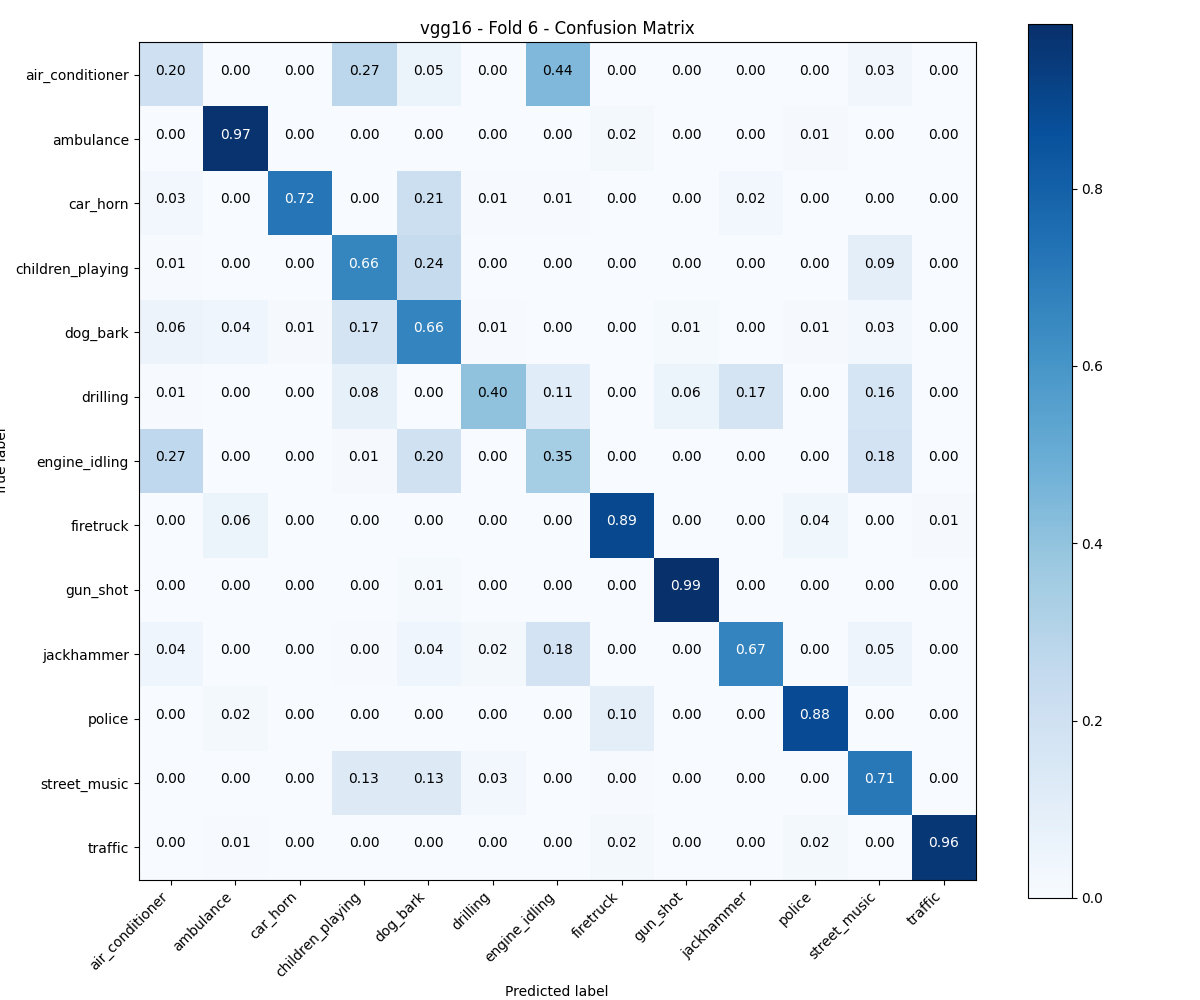 vgg16 - Fold 6 - Confusion Matrix
air_conditioner 0.20 0.00 0.00 0.27 0.05 0.00 0.44 0.00 0.00 0.00 0.00 0.03 0.00
ambulance 0.00 0.97 0.00 0.00 0.00 0.00 0.00 0.02 0.00 0.00 0.01 0.00 0.00
car_horn 0.03 0.00 0.72 0.00 0.21 0.01 0.01 0.00 0.00 0.02 0.00 0.00 0.00
children_playing 0.01 0.00 0.00 0.66 0.24 0.00 0.00 0.00 0.00 0.00 0.00 0.09 0.00
dog_bark 0.06 0.04 0.01 0.17 0.66 0.01 0.00 0.00 0.01 0.00 0.01 0.03 0.00
drilling 0.01 0.00 0.00 0.08 0.00 0.40 0.11 0.00 0.06 0.17 0.00 0.16 0.00
engine_idling 0.27 0.00 0.00 0.01 0.20 0.00 0.35 0.00 0.00 0.00 0.00 0.18 0.00
firetruck 0.00 0.06 0.00 0.00 0.00 0.00 0.00 0.89 0.00 0.00 0.04 0.00 0.01
gun_shot 0.00 0.00 0.00 0.00 0.01 0.00 0.00 0.00 0.99 0.00 0.00 0.00 0.00
jackhammer 0.04 0.00 0.00 0.00 0.04 0.02 0.18 0.00 0.00 0.67 0.00 0.05 0.00
police 0.00 0.02 0.00 0.00 0.00 0.00 0.00 0.10 0.00 0.00 0.88 0.00 0.00
street_music 0.00 0.00 0.00 0.13 0.13 0.03 0.00 0.00 0.00 0.00 0.00 0.71 0.00
traffic 0.00 0.01 0.00 0.00 0.00 0.00 0.00 0.02 0.00 0.00 0.02 0.00 0.96
air_conditioner ambulance car_horn children_playing dog_bark drilling engine_idling firetruck gun_shot jackhammer police street_music traffic
Predicted label
0.8
0.6
0.4
0.2
0.0